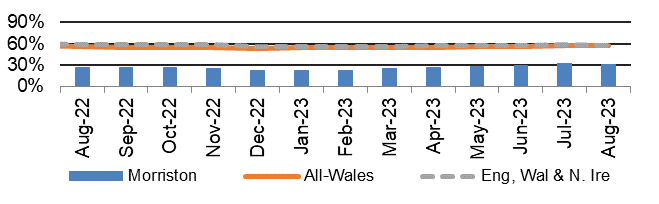 90%
60%
30%
0%
Aug-22
Sep-22
Oct-22
Nov-22
Dec-22
Jan-23
Feb-23
Mar-23
Apr-23
May-23
Jun-23
Jul-23
Aug-23
Morriston All-Wales Eng, Wal & N. Ire